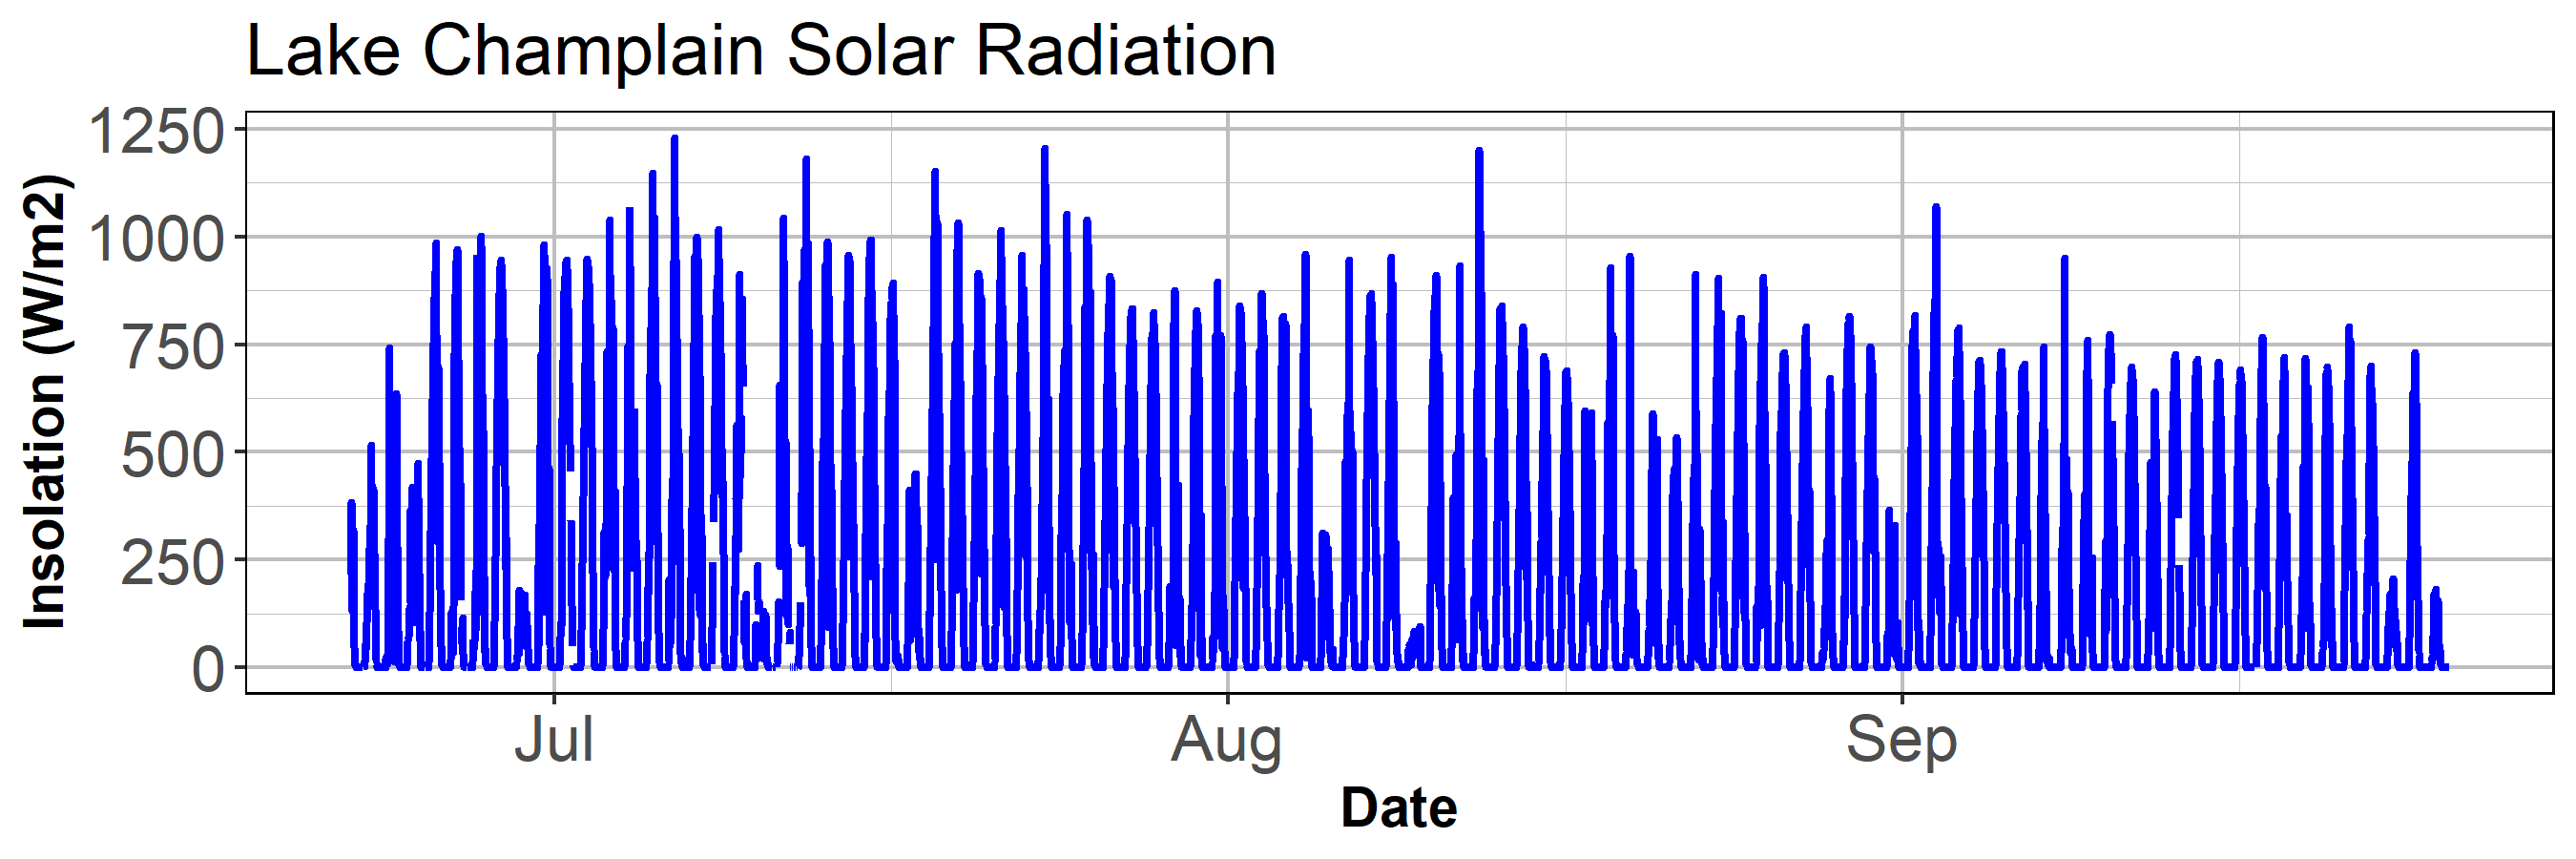 Lake Champlain Solar Radiation
1250
1000
750
500
250
0
Insolation (W/m2)
Jul Aug Sep
Date